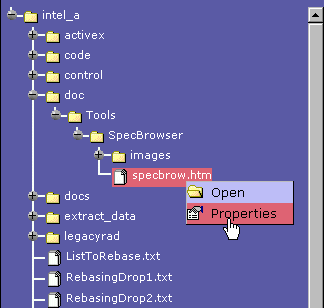 intel_a
activex
code
control
doc
Tools
SpecBrowser
images
specbrow.htm
Open
docs
Properties
extract_data
legacyrad
ListToRebase.txt
RebasingDrop1.txt
RebasingDrop2.txt